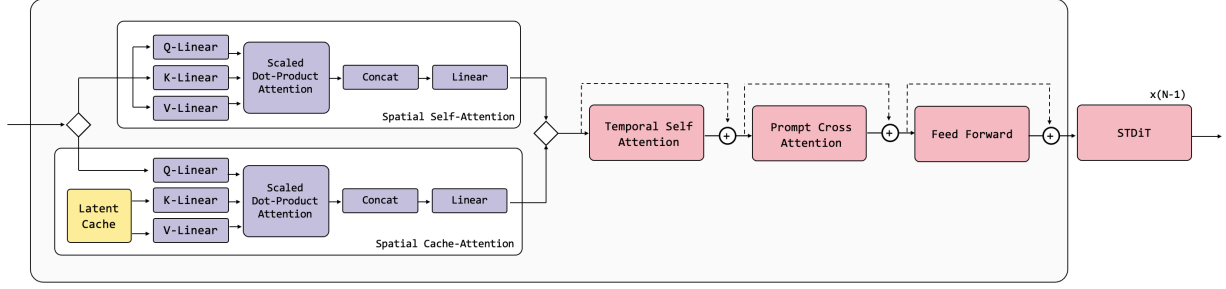 Q-Linear
K-Linear
V-Linear
Scaled
Dot-Product
Attention
Concat
Linear
Spatial Self-Attention
Latent
Cache
Q-Linear
K-Linear
V-Linear
Scaled
Dot-Product
Attention
Concat
Linear
Spatial Cache-Attention
Temporal Self
Attention
+
Prompt Cross
Attention
+
Feed Forward
+
x(N-1)
STDiT